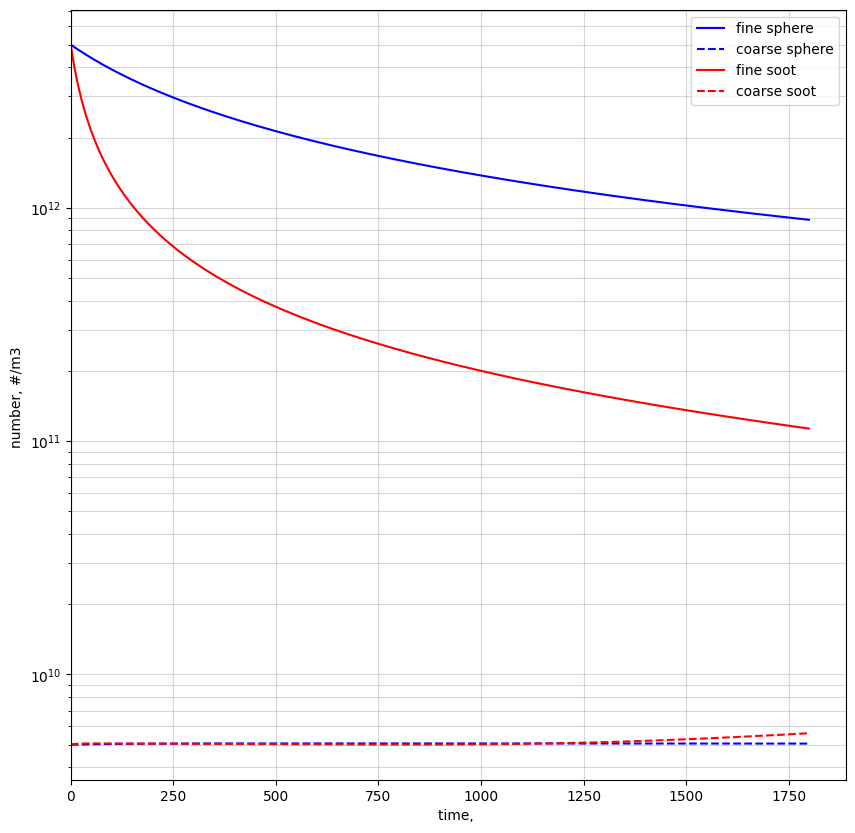 fine sphere
coarse sphere
fine soot
coarse soot
10¹²
10¹¹
10¹⁰
number, #/m3
0 250 500 750 1000 1250 1500 1750
time,